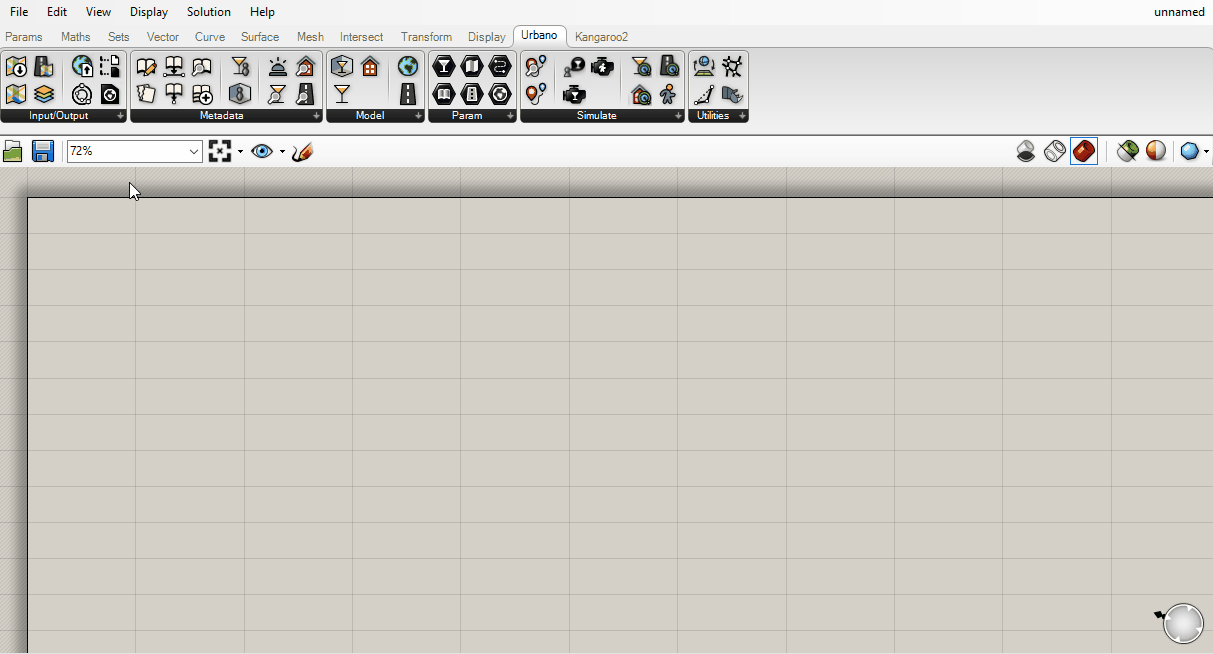 File Edit View Display Solution Help unnamed
Params Maths Sets Vector Curve Surface Mesh Intersect Transform Display Urbano Kangaroo2
Input/Output Metadata Model Param Simulate Utilities
72%